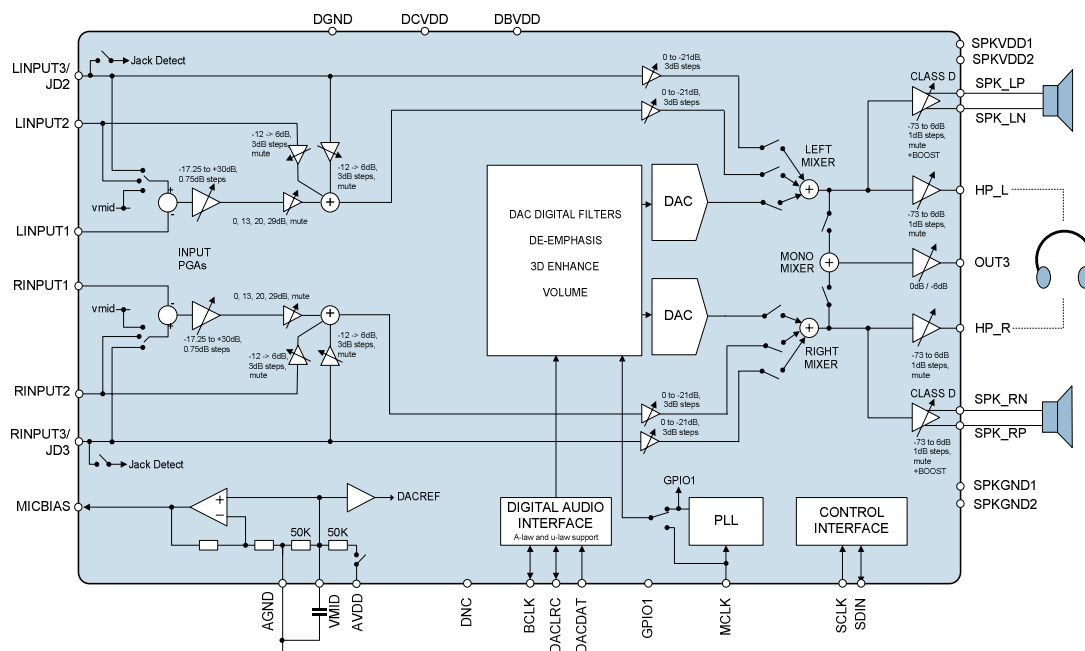 DGND
DCVDD
DBVDD
LINPUT3/
JD2
Jack Detect
0 to -21dB,
3dB steps
SPKVDD1
SPKVDD2
CLASS D
SPK_LP
SPK_LN
LINPUT2
0 to -21dB,
3dB steps
-12 -> 6dB,
3dB steps,
mute
-73 to 6dB
1dB steps,
mute
+BOOST
-17.25 to +30dB,
0.75dB steps
-12 -> 6dB,
3dB steps,
mute
LEFT
MIXER
vmid
+
-
+
DAC
+
HP_L
0, 13, 20, 29dB, mute
DAC DIGITAL FILTERS
DE-EMPHASIS
3D ENHANCE
VOLUME
-73 to 6dB
1dB steps,
mute
LINPUT1
INPUT
PGAs
MONO
MIXER
+
OUT3
0dB / -6dB
RINPUT1
0, 13, 20, 29dB, mute
vmid
-
+
+
-17.25 to +30dB,
0.75dB steps
-12 -> 6dB,
3dB steps,
mute
-12 -> 6dB,
3dB steps,
mute
DAC
+
HP_R
RIGHT
MIXER
-73 to 6dB
1dB steps,
mute
RINPUT2
0 to -21dB,
3dB steps
CLASS D
SPK_RN
SPK_RP
RINPUT3/
JD3
0 to -21dB,
3dB steps
-73 to 6dB
1dB steps,
mute
+BOOST
Jack Detect
GPIO1
SPKGND1
SPKGND2
MICBIAS
+
-
DACREF
50K
50K
DIGITAL AUDIO
INTERFACE
A-law and u-law support
PLL
CONTROL
INTERFACE
AGND
VMID
AVDD
DNC
BCLK
DACLRC
DACDAT
GPIO1
MCLK
SCLK
SDIN